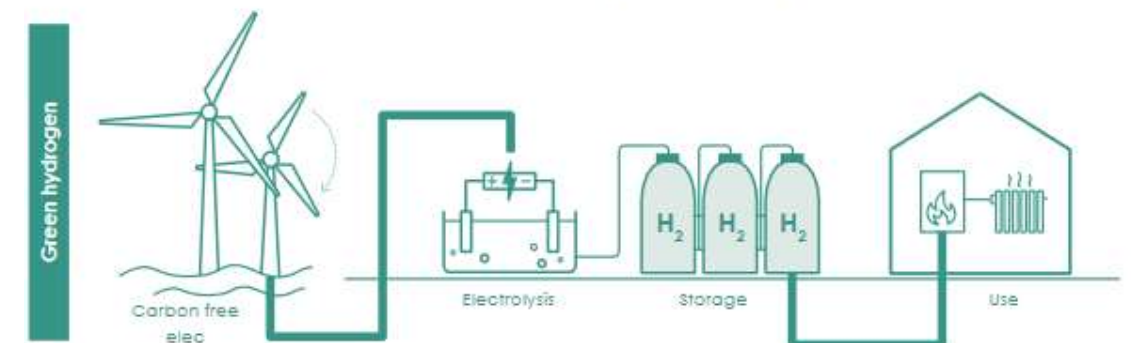 Green hydrogen
Carbon free
elec
+ −
Electrolysis
H2
H2
H2
Storage
Use